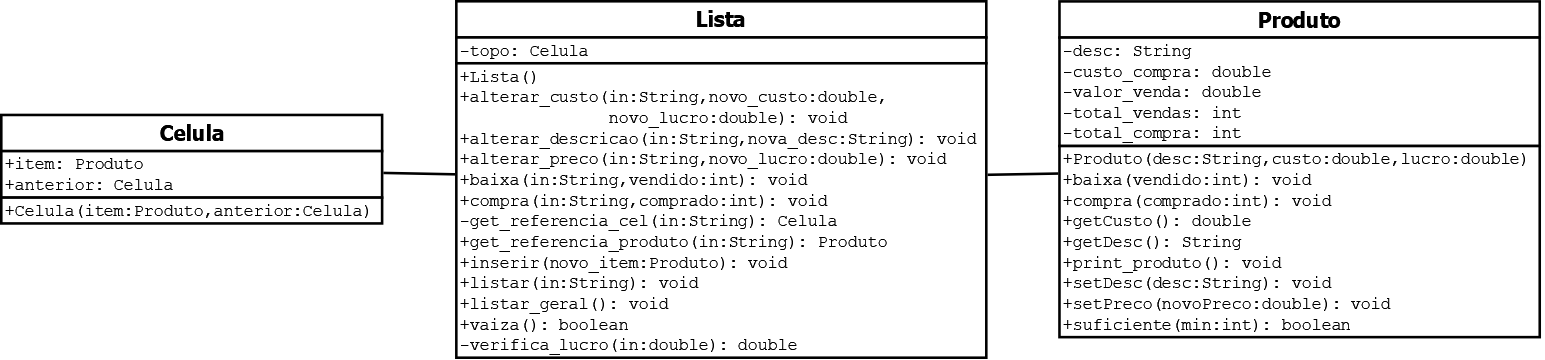 Celula
+item: Produto
+anterior: Celula
+Celula(item:Produto,anterior:Celula)
Lista
-topo: Celula
+Lista()
+alterar_custo(in:String,novo_custo:double,
novo_lucro:double): void
+alterar_descricao(in:String,nova_desc:String): void
+alterar_preco(in:String,novo_lucro:double): void
+baixa(in:String,vendido:int): void
+compra(in:String,comprado:int): void
-get_referencia_cel(in:String): Celula
+get_referencia_produto(in:String): Produto
+inserir(novo_item:Produto): void
+listar(in:String): void
+listar_geral(): void
+vaiza(): boolean
-verifica_lucro(in:double): double
Produto
-desc: String
-custo_compra: double
-valor_venda: double
-total_vendas: int
-total_compra: int
+Produto(desc:String,custo:double,lucro:double)
+baixa(vendido:int): void
+compra(comprado:int): void
+getCusto(): double
+getDesc(): String
+print_produto(): void
+setDesc(desc:String): void
+setPreco(novoPreco:double): void
+suficiente(min:int): boolean